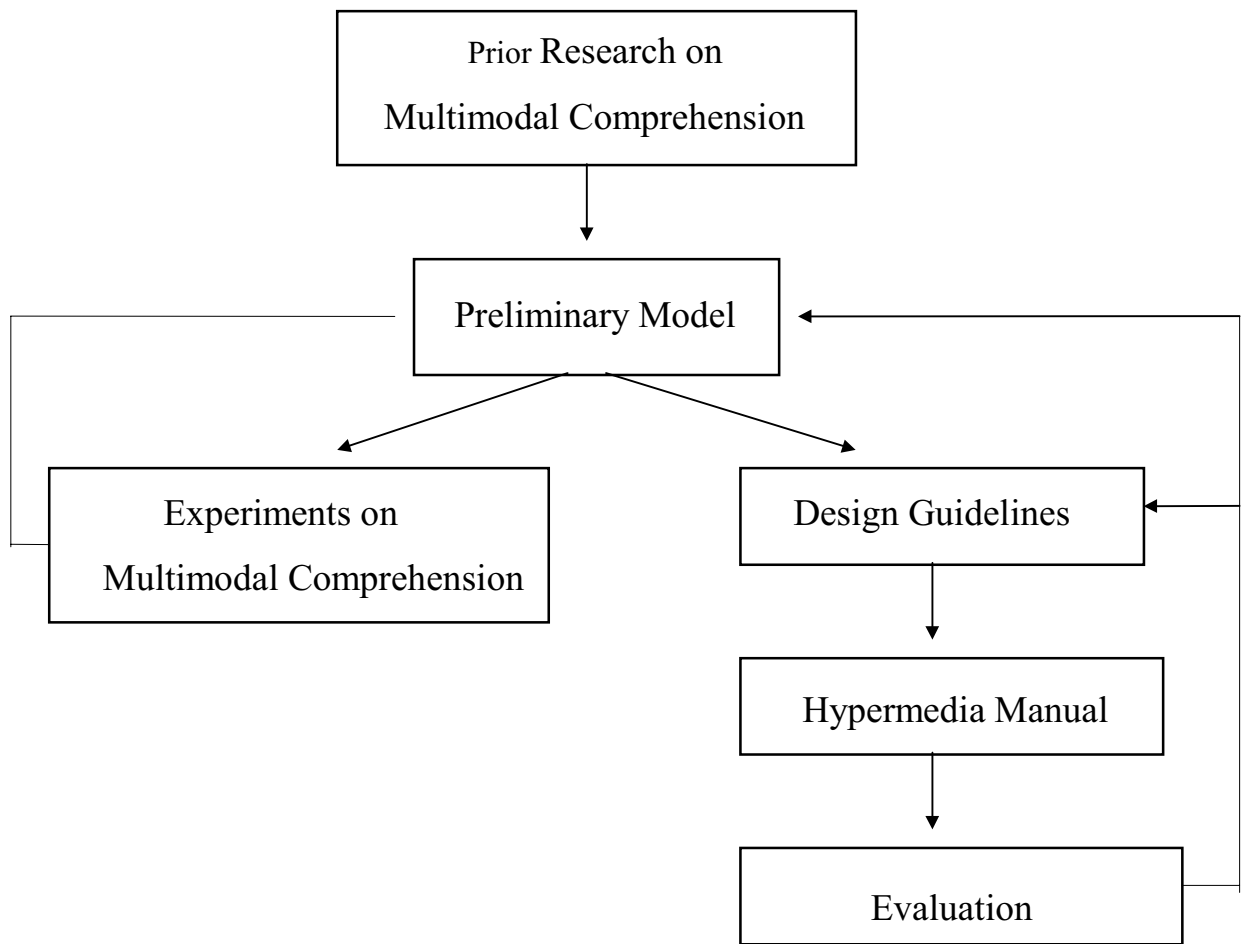 Prior Research on
Multimodal Comprehension
Preliminary Model
Experiments on
Multimodal Comprehension
Design Guidelines
Hypermedia Manual
Evaluation